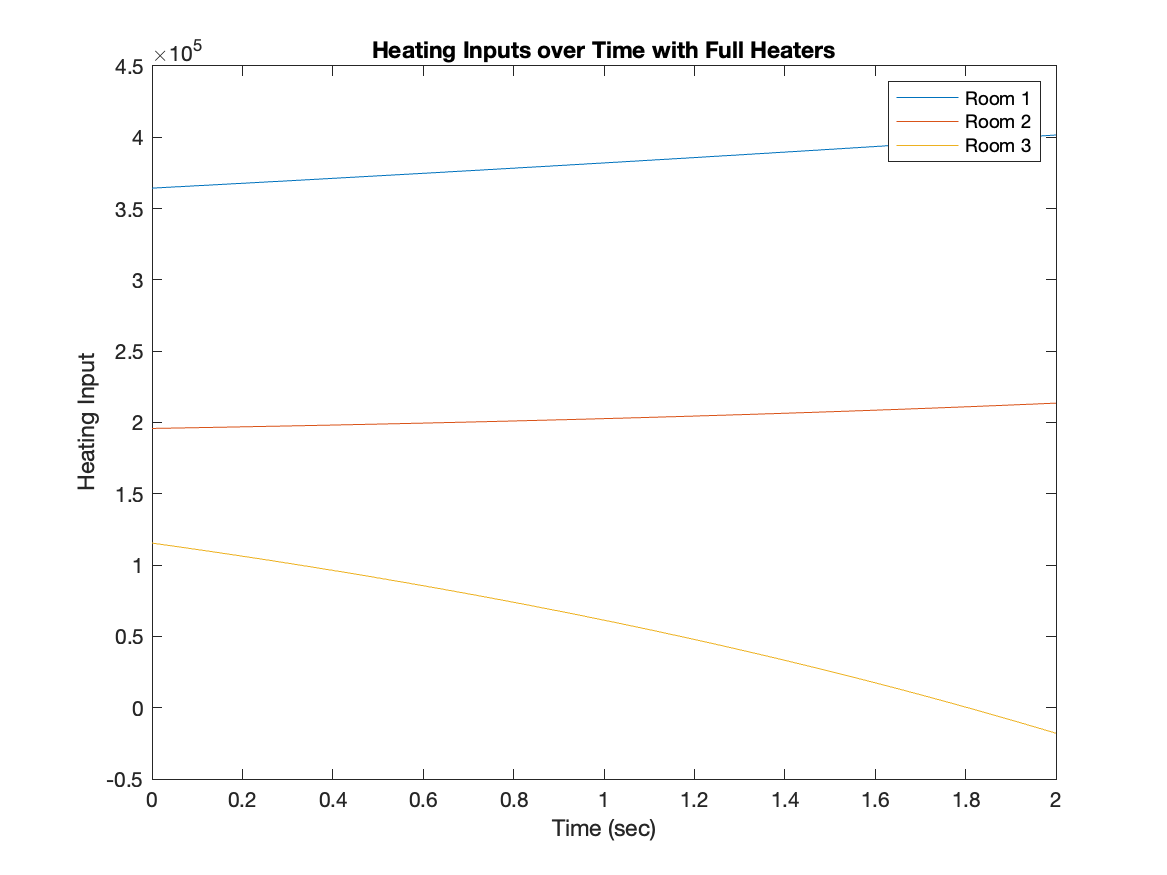 Heating Inputs over Time with Full Heaters
×10^5
4.5
4
3.5
3
2.5
2
1.5
1
0.5
0
-0.5
Heating Input
Room 1
Room 2
Room 3
0 0.2 0.4 0.6 0.8 1 1.2 1.4 1.6 1.8 2
Time (sec)